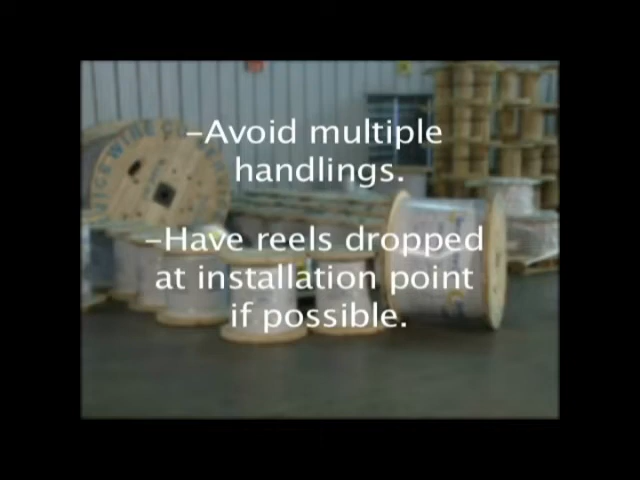 -Avoid multiple
handlings.
-Have reels dropped
at installation point
if possible.